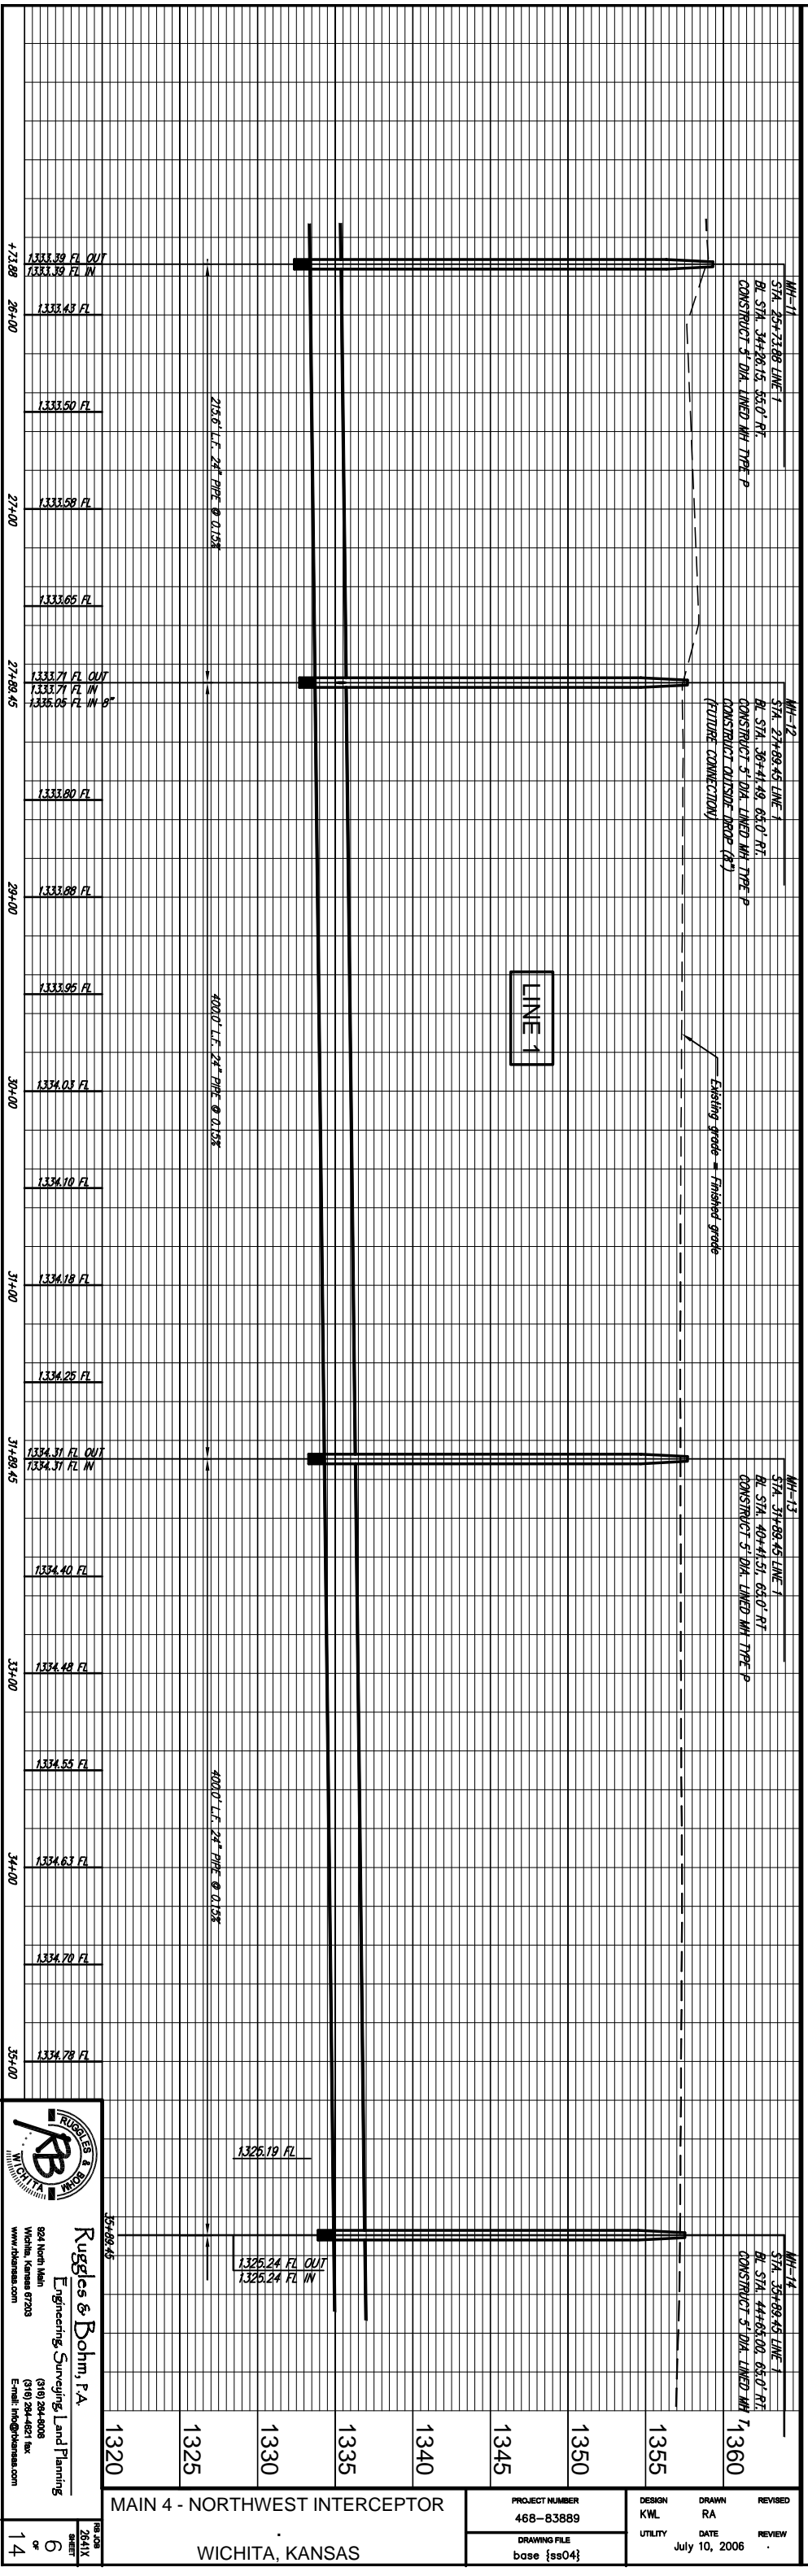 MH-11
STA. 25+73.88 LINE 1
BL STA. 34+26.15, 55.0' RT.
CONSTRUCT 5' DIA. LINED MH TYPE P
MH-12
STA. 27+89.45 LINE 1
BL STA. 36+41.49, 65.0' RT.
CONSTRUCT 5' DIA. LINED MH TYPE P
CONSTRUCT OUTSIDE DROP (8")
(FUTURE CONNECTION)
MH-13
STA. 31+89.45 LINE 1
BL STA. 40+41.51, 65.0' RT
CONSTRUCT 5' DIA. LINED MH TYPE P
MH-14
STA. 35+89.45 LINE 1
BL STA. 44+65.00, 65.0' RT.
CONSTRUCT 5' DIA. LINED MH T
Existing grade = Finished grade
LINE 1
215.6' L.F. 24" PIPE @ 0.15%
400.0' L.F. 24" PIPE @ 0.15%
400.0' L.F. 24" PIPE @ 0.15%
1333.39 FL OUT
1333.39 FL IN
1333.43 FL
1333.50 FL
1333.58 FL
1333.65 FL
1333.71 FL OUT
1333.71 FL IN
1335.05 FL IN 8"
1333.80 FL
1333.88 FL
1333.95 FL
1334.03 FL
1334.10 FL
1334.18 FL
1334.25 FL
1334.31 FL OUT
1334.31 FL IN
1334.40 FL
1334.48 FL
1334.55 FL
1334.63 FL
1334.70 FL
1334.78 FL
1325.19 FL
1325.24 FL OUT
1325.24 FL IN
+73.88
26+00
27+00
27+89.45
29+00
30+00
31+00
31+89.45
33+00
34+00
35+00
35+89.45
1360
1355
1350
1345
1340
1335
1330
1325
1320
RUGGLES & BOHM
RB
WICHITA
Ruggles & Bohm, P.A.
Engineering, Surveying, Land Planning
924 North Main
Wichita, Kansas 67203
www.rbkansas.com
(316) 264-8008
(316) 264-4621 fax
E-mail: info@rbkansas.com
RB JOB
2641X
SHEET
6
OF
14
MAIN 4 - NORTHWEST INTERCEPTOR
.
WICHITA, KANSAS
PROJECT NUMBER
468-83889
DRAWING FILE
base {ss04}
DESIGN DRAWN REVISED
KWL RA
UTILITY DATE REVIEW
July 10, 2006 .